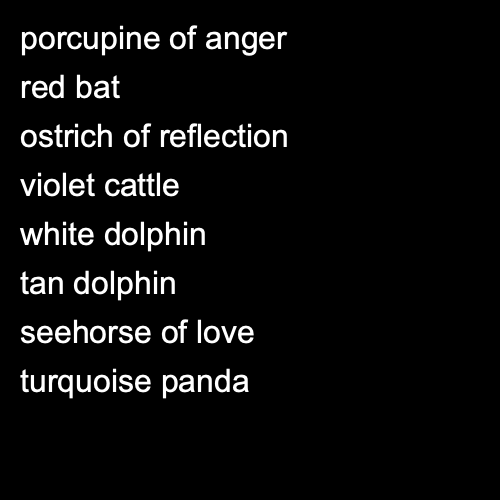 porcupine of anger
red bat
ostrich of reflection
violet cattle
white dolphin
tan dolphin
seehorse of love
turquoise panda